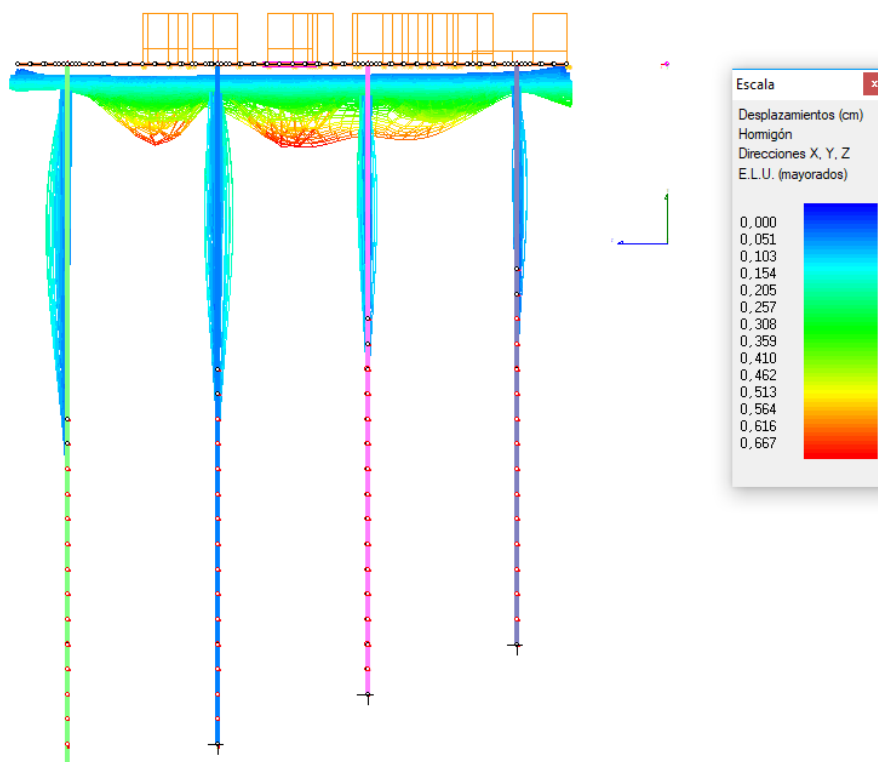 Escala
x
Desplazamientos (cm)
Hormigón
Direcciones X, Y, Z
E.L.U. (mayorados)
0,000
0,051
0,103
0,154
0,205
0,257
0,308
0,359
0,410
0,462
0,513
0,564
0,616
0,667